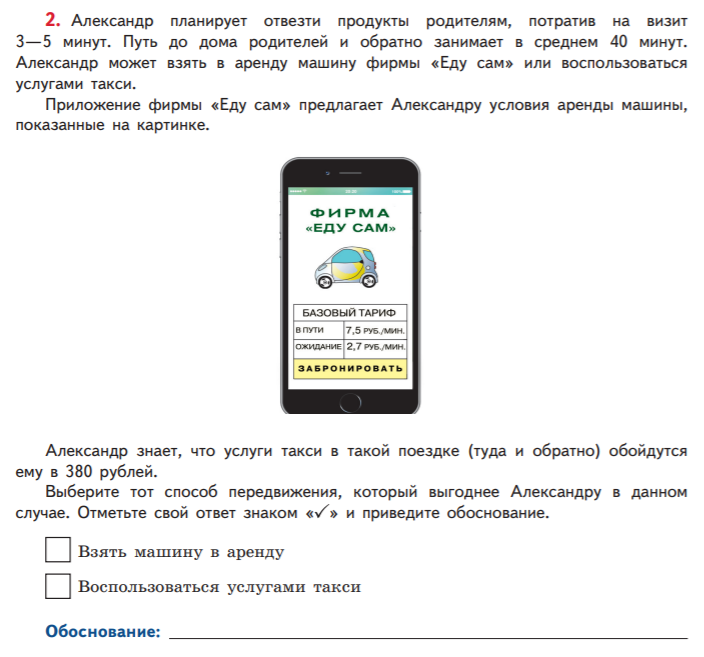 2. Александр планирует отвезти продукты родителям, потратив на визит
3—5 минут. Путь до дома родителей и обратно занимает в среднем 40 минут.
Александр может взять в аренду машину фирмы «Еду сам» или воспользоваться
услугами такси.
Приложение фирмы «Еду сам» предлагает Александру условия аренды машины,
показанные на картинке.
ФИРМА
«ЕДУ САМ»
БАЗОВЫЙ ТАРИФ
В ПУТИ 7,5 РУБ./МИН.
ОЖИДАНИЕ 2,7 РУБ./МИН.
ЗАБРОНИРОВАТЬ
Александр знает, что услуги такси в такой поездке (туда и обратно) обойдутся
ему в 380 рублей.
Выберите тот способ передвижения, который выгоднее Александру в данном
случае. Отметьте свой ответ знаком «✓» и приведите обоснование.
Взять машину в аренду
Воспользоваться услугами такси
Обоснование: